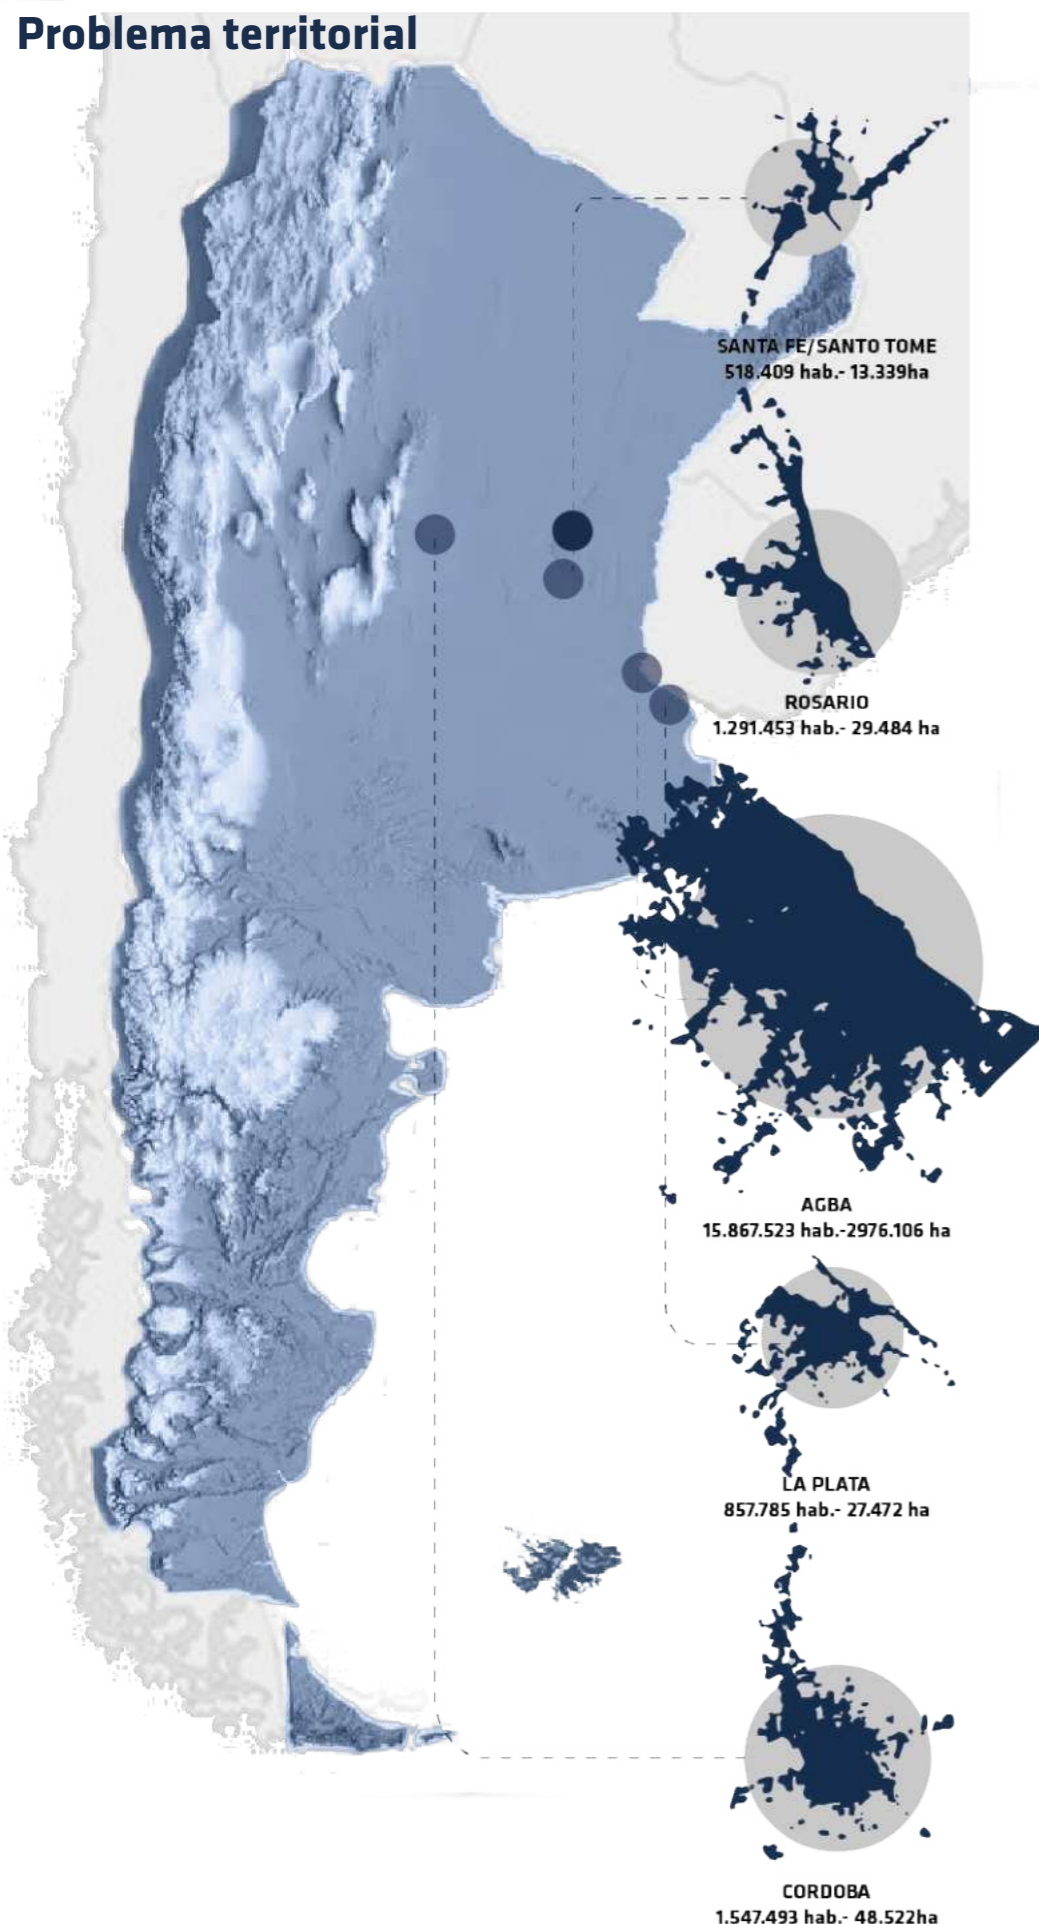 Problema territorial
SANTA FE/SANTO TOME
518.409 hab.- 13.339ha
ROSARIO
1.291.453 hab.- 29.484 ha
AGBA
15.867.523 hab.-2976.106 ha
LA PLATA
857.785 hab.- 27.472 ha
CORDOBA
1.547.493 hab.- 48.522ha